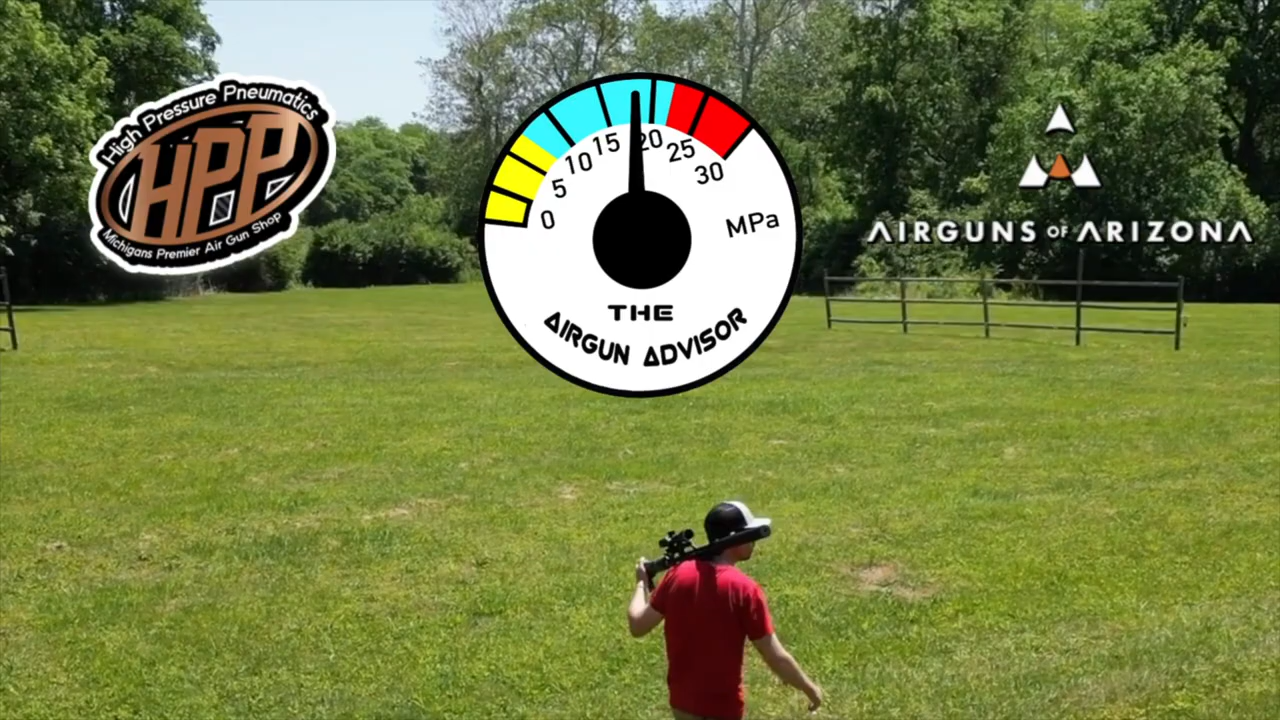 High Pressure Pneumatics
HPP
Michigans Premier Air Gun Shop
0
5
10
15
20
25
30
MPa
THE
AIRGUN ADVISOR
AIRGUNS OF ARIZONA